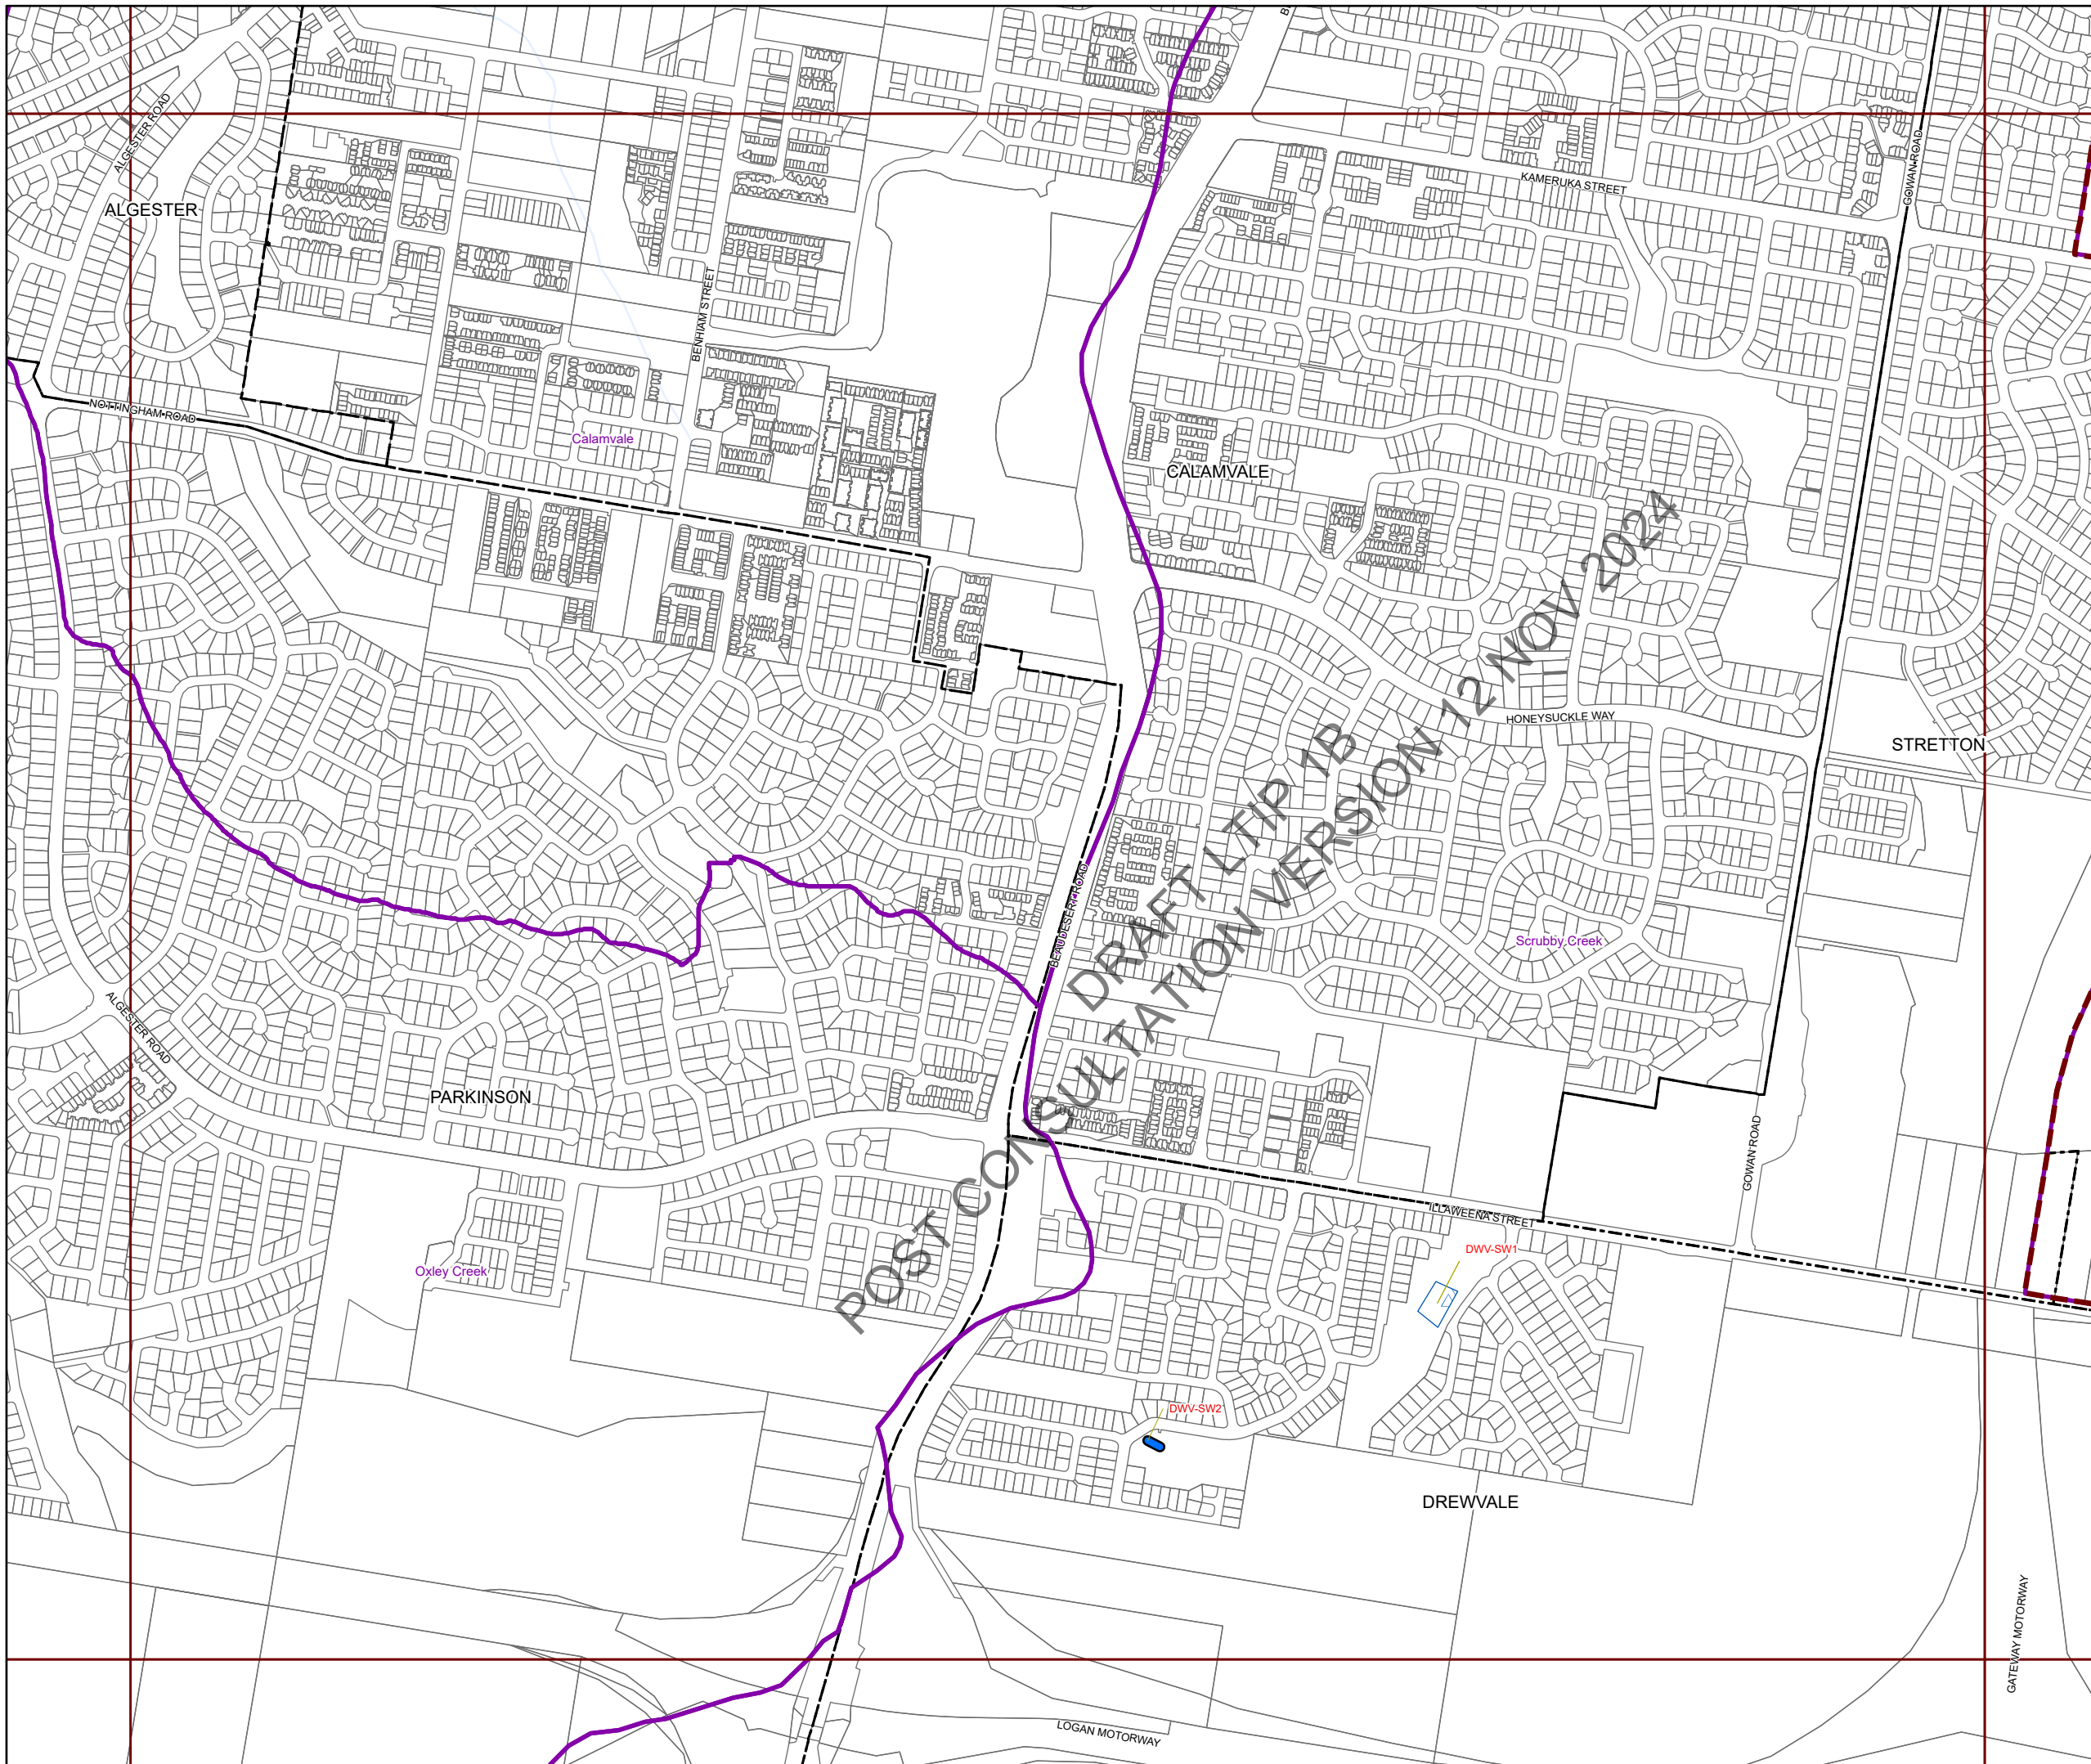 B
ALGESTER ROAD
ALGESTER
GOWAN ROAD
KAMERUKA STREET
BENHIAM STREET
NOTTINGHAM ROAD
Calamvale
CALAMVALE
HONEYSUCKLE WAY
STRETTON
DRAFT LTIP 1B
POST CONSULTATION VERSION 12 NOV 2024
BEAUDESERT ROAD
Scrubby Creek
ALGESTER ROAD
PARKINSON
GOWAN ROAD
ILLAWEENA STREET
DWV-SW1
Oxley Creek
DWV-SW2
DREWVALE
GATEWAY MOTORWAY
LOGAN MOTORWAY